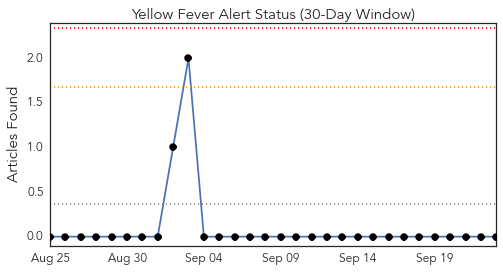 Yellow Fever Alert Status (30-Day Window)
Articles Found
2.0
1.5
1.0
0.5
0.0
Aug 25 Aug 30 Sep 04 Sep 09 Sep 14 Sep 19